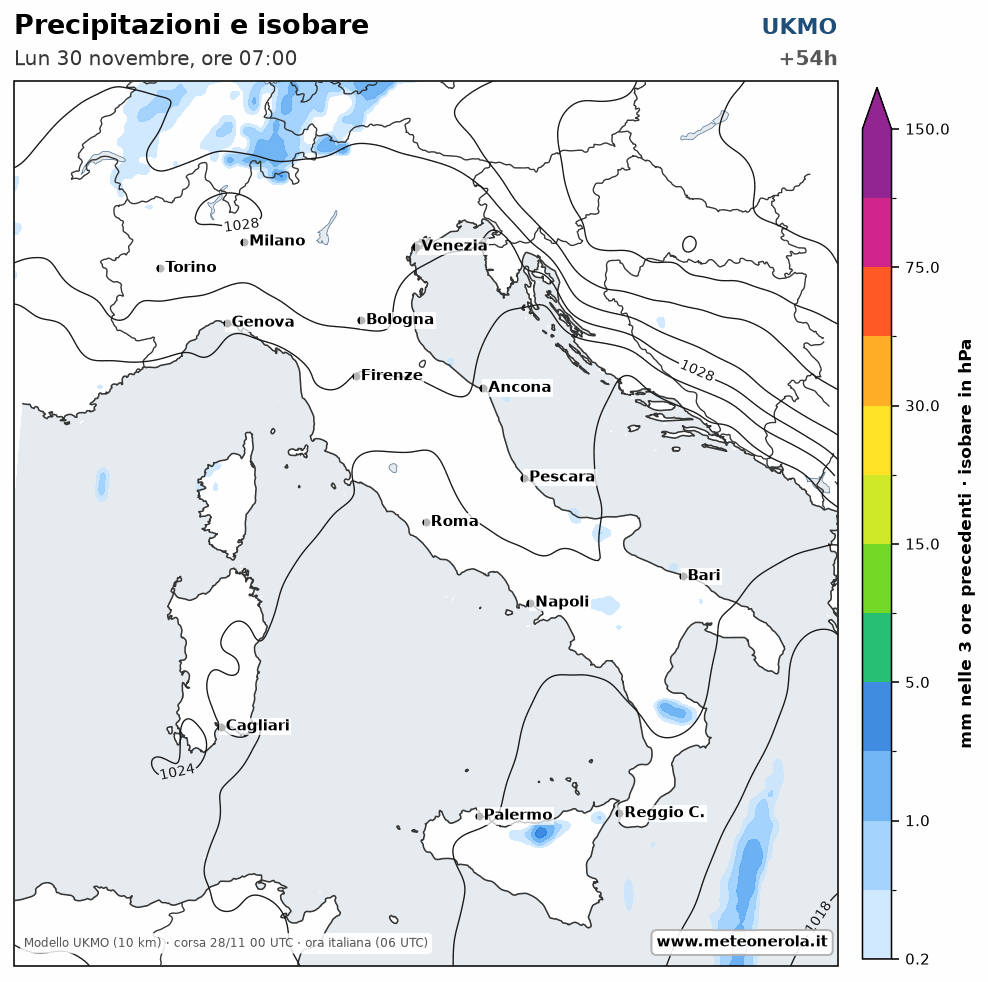 Precipitazioni e isobare
UKMO
Lun 30 novembre, ore 07:00
+54h
150.0
75.0
30.0
15.0
5.0
1.0
0.2
mm nelle 3 ore precedenti · isobare in hPa
1028
Milano
Venezia
Torino
Genova
Bologna
1028
Firenze
Ancona
Pescara
Roma
Bari
Napoli
Cagliari
1024
Palermo
Reggio C.
1018
Modello UKMO (10 km) · corsa 28/11 00 UTC · ora italiana (06 UTC)
www.meteonerola.it